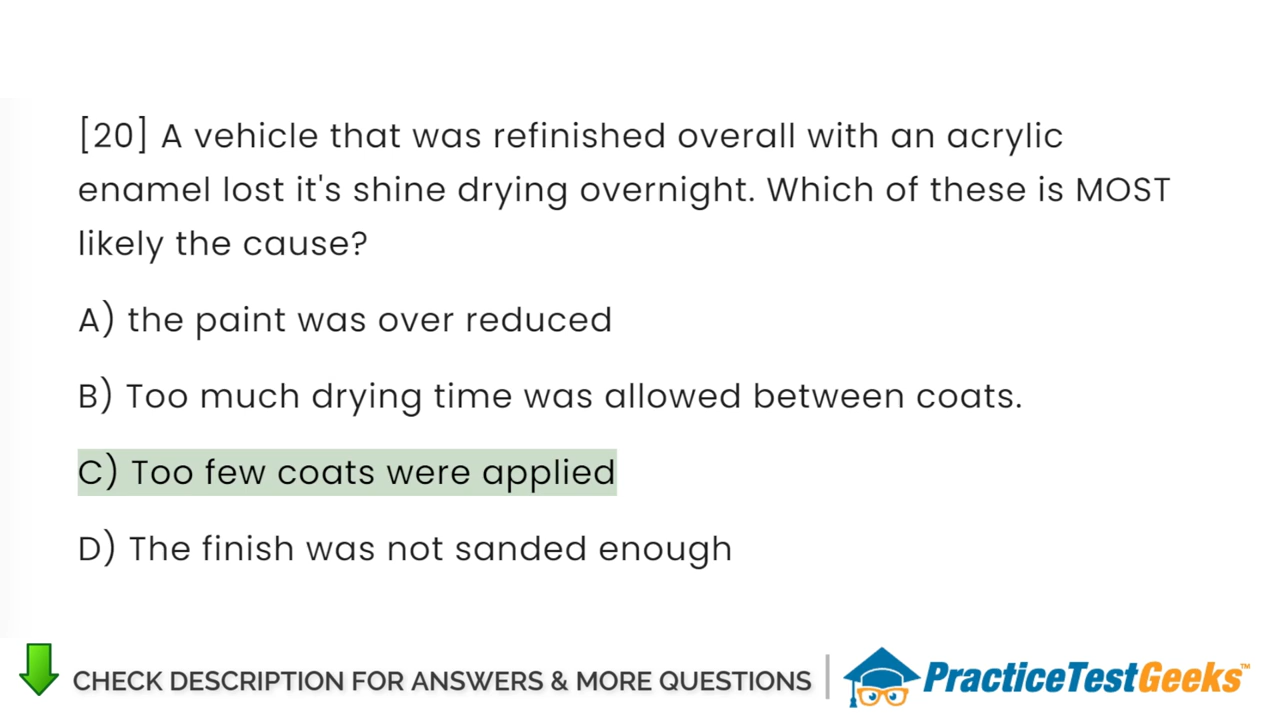 [20] A vehicle that was refinished overall with an acrylic
enamel lost it's shine drying overnight. Which of these is MOST
likely the cause?
A) the paint was over reduced
B) Too much drying time was allowed between coats.
C) Too few coats were applied
D) The finish was not sanded enough
CHECK DESCRIPTION FOR ANSWERS & MORE QUESTIONS
PracticeTestGeeks™